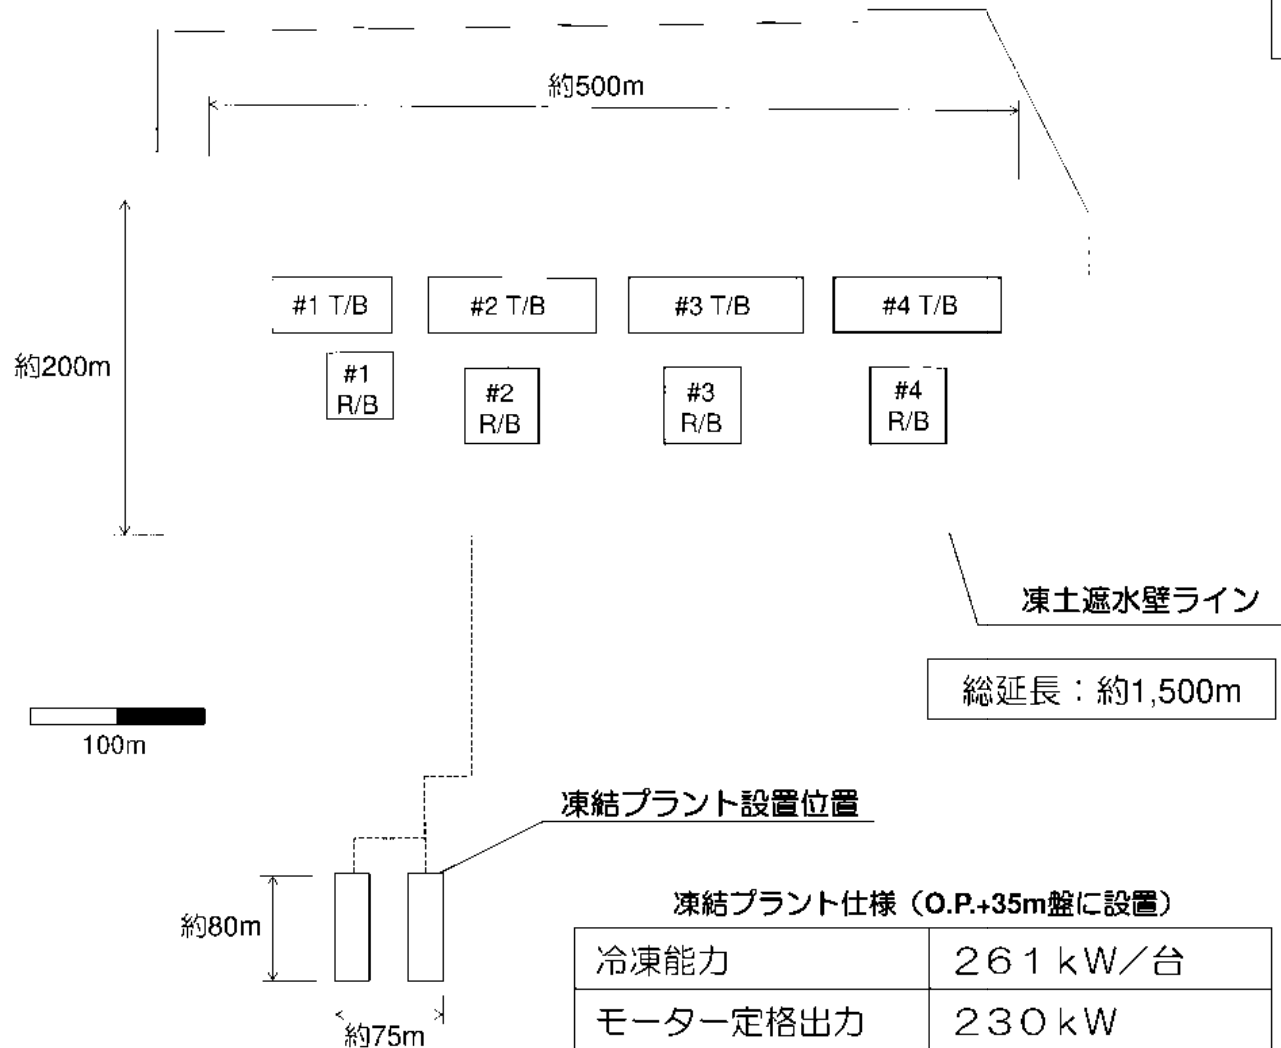 約500m
#1 T/B
#2 T/B
#3 T/B
#4 T/B
約200m
#1
R/B
#2
R/B
#3
R/B
#4
R/B
凍土遮水壁ライン
総延長：約1,500m
100m
凍結プラント設置位置
約80m
約75m
凍結プラント仕様（O.P.+35m盤に設置）
冷凍能力 ２６１ｋＷ／台
モーター定格出力 ２３０ｋＷ